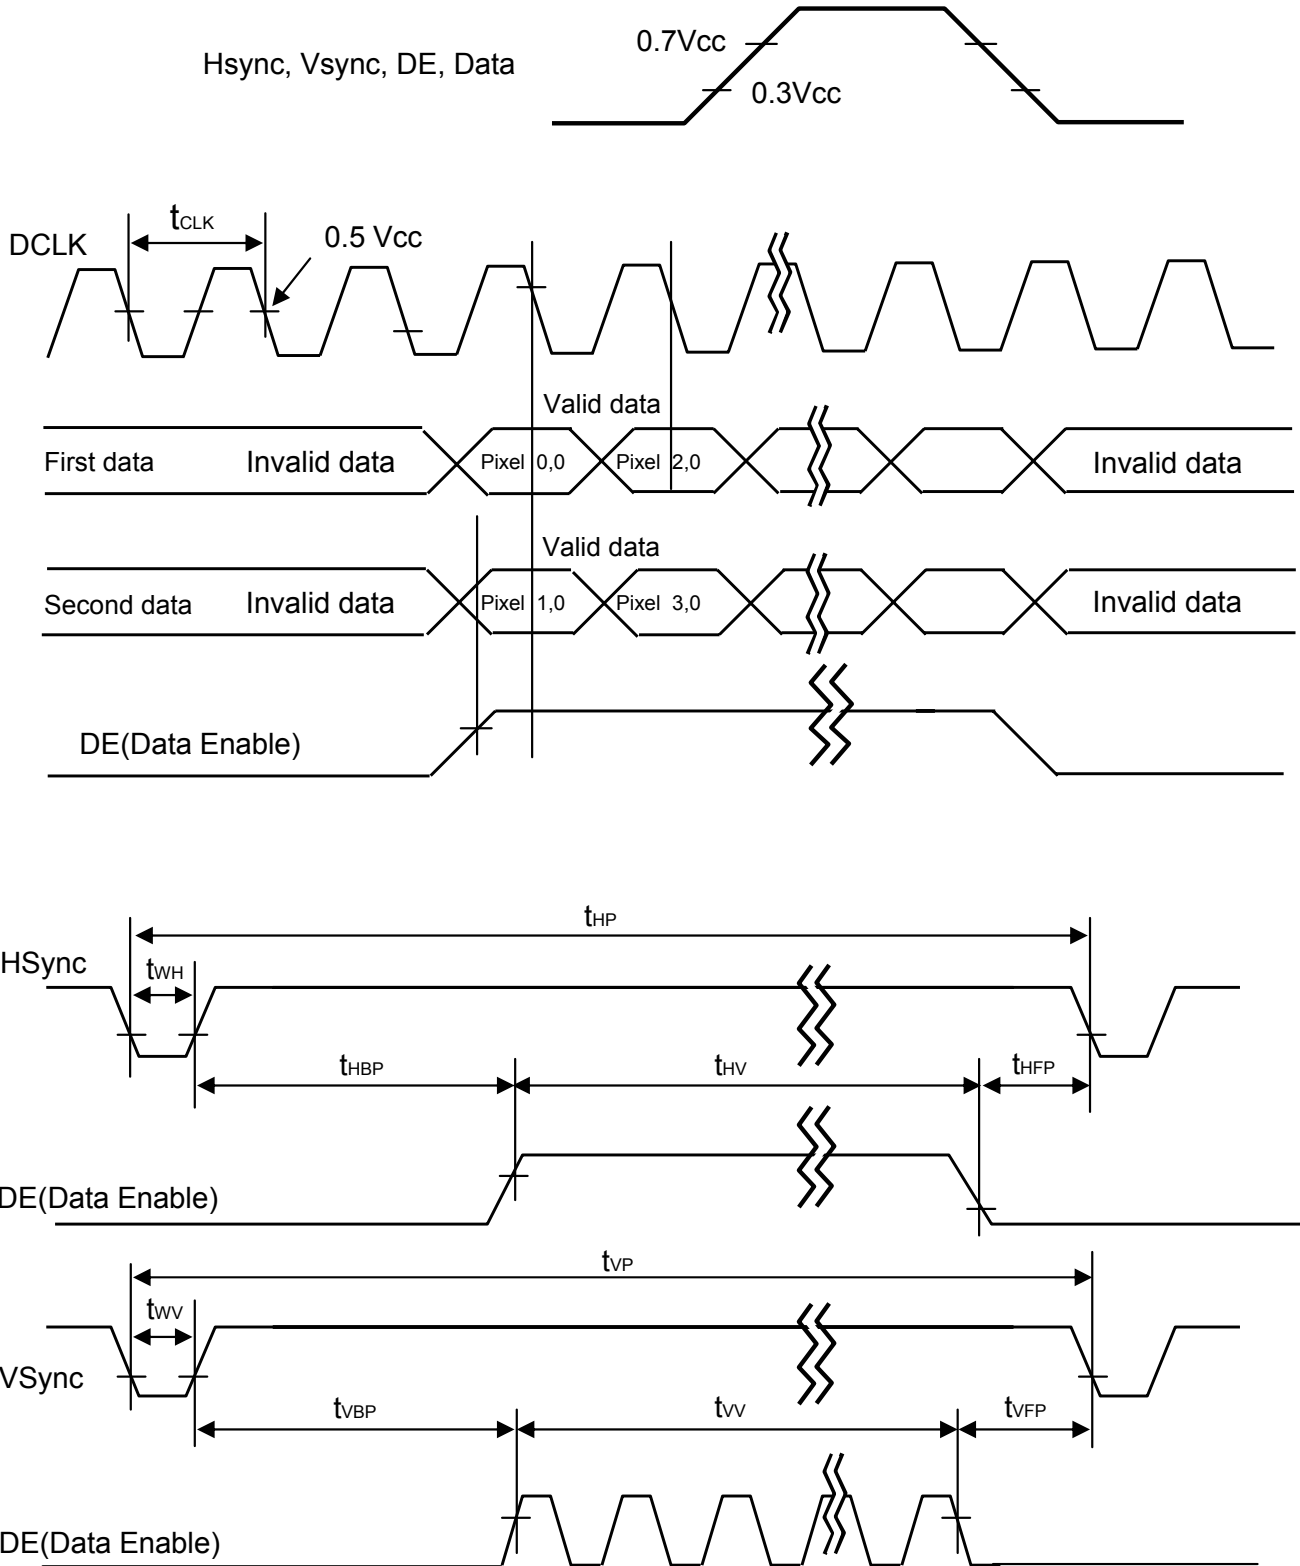 0.7Vcc
Hsync, Vsync, DE, Data
0.3Vcc
tCLK
DCLK
0.5 Vcc
Valid data
First data Invalid data Pixel 0,0 Pixel 2,0 Invalid data
Valid data
Second data Invalid data Pixel 1,0 Pixel 3,0 Invalid data
DE(Data Enable)
tHP
HSync
tWH
tHBP tHV tHFP
DE(Data Enable)
tVP
tWV
VSync
tVBP tVV tVFP
DE(Data Enable)